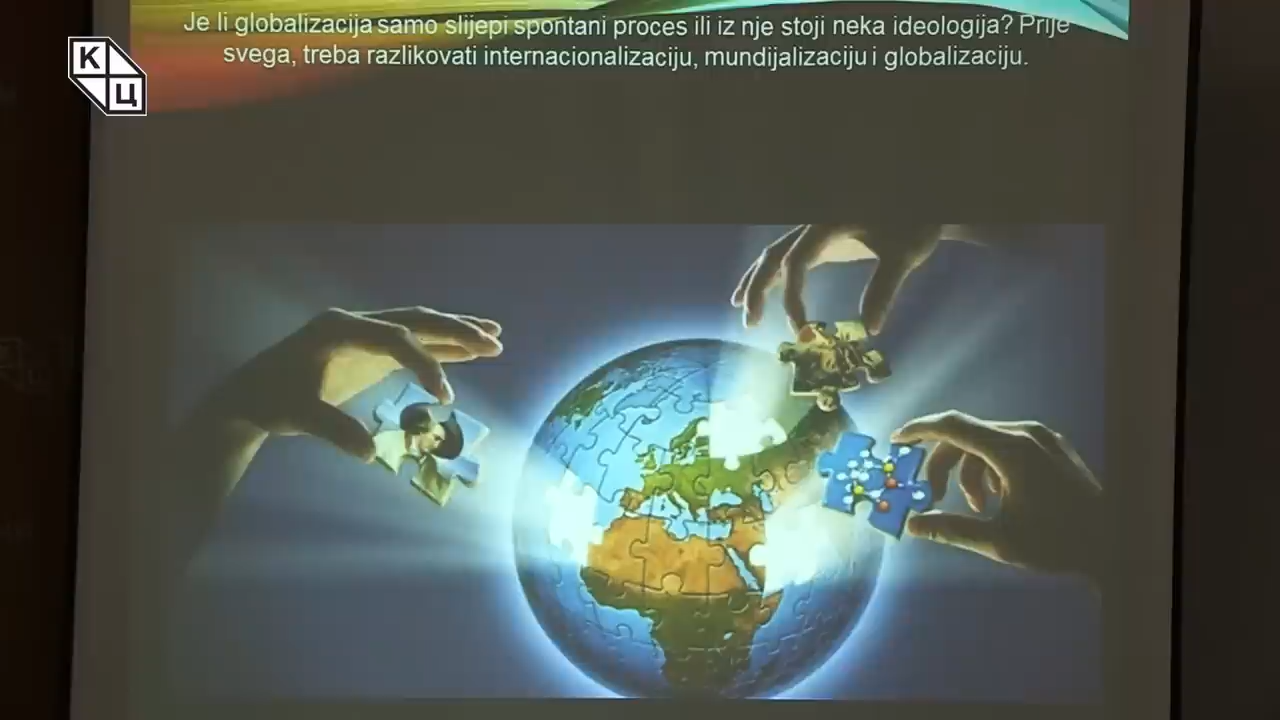 Je li globalizacija samo slijepi spontani proces ili iz nje stoji neka ideologija? Prije
svega, treba razlikovati internacionalizaciju, mundijalizaciju i globalizaciju.
К
Ц